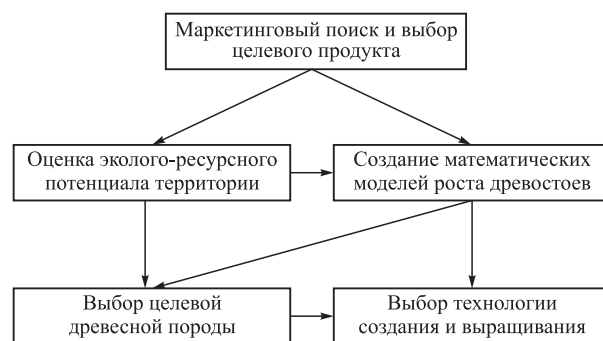 Маркетинговый поиск и выбор
целевого продукта
Оценка эколого-ресурсного
потенциала территории
Создание математических
моделей роста древостоев
Выбор целевой
древесной породы
Выбор технологии
создания и выращивания